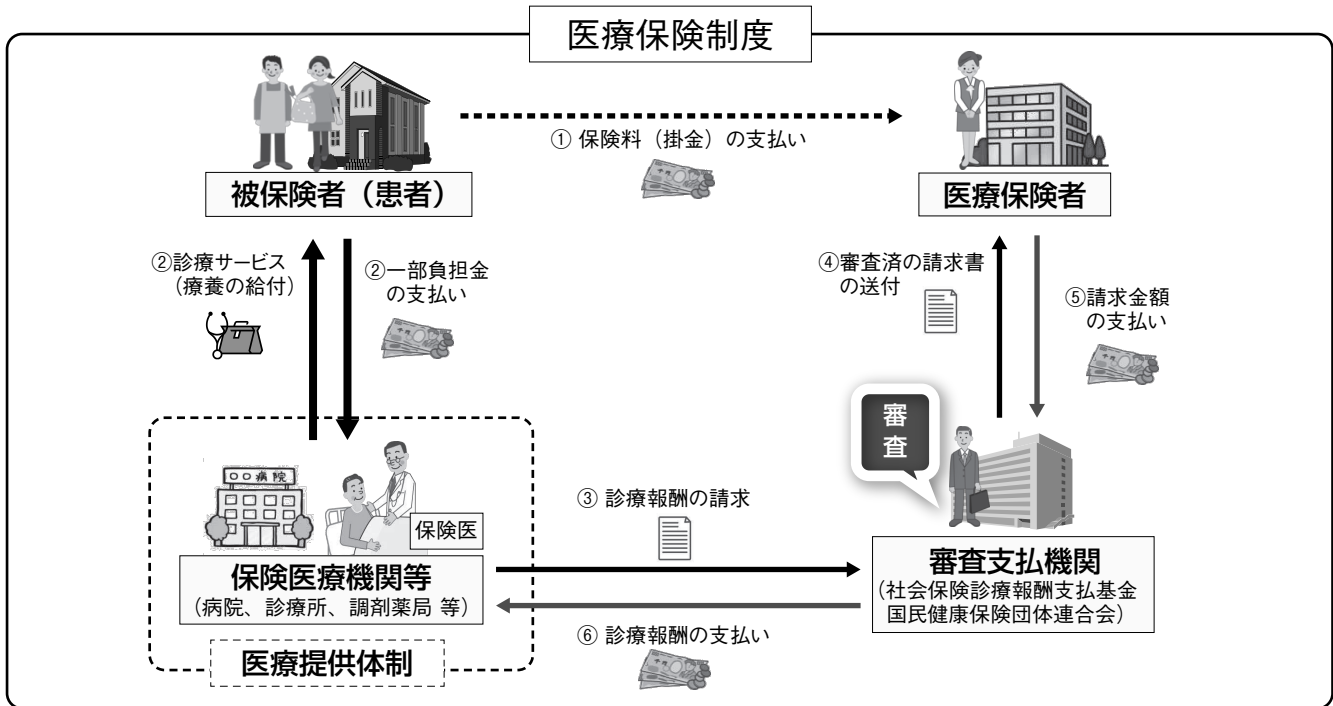 医療保険制度
① 保険料（掛金）の支払い
被保険者（患者）
医療保険者
②診療サービス
（療養の給付）
②一部負担金
の支払い
④審査済の請求書
の送付
⑤請求金額
の支払い
審
査
○○病院
保険医
③ 診療報酬の請求
保険医療機関等
（病院、診療所、調剤薬局 等）
審査支払機関
（社会保険診療報酬支払基金
国民健康保険団体連合会）
⑥ 診療報酬の支払い
医療提供体制